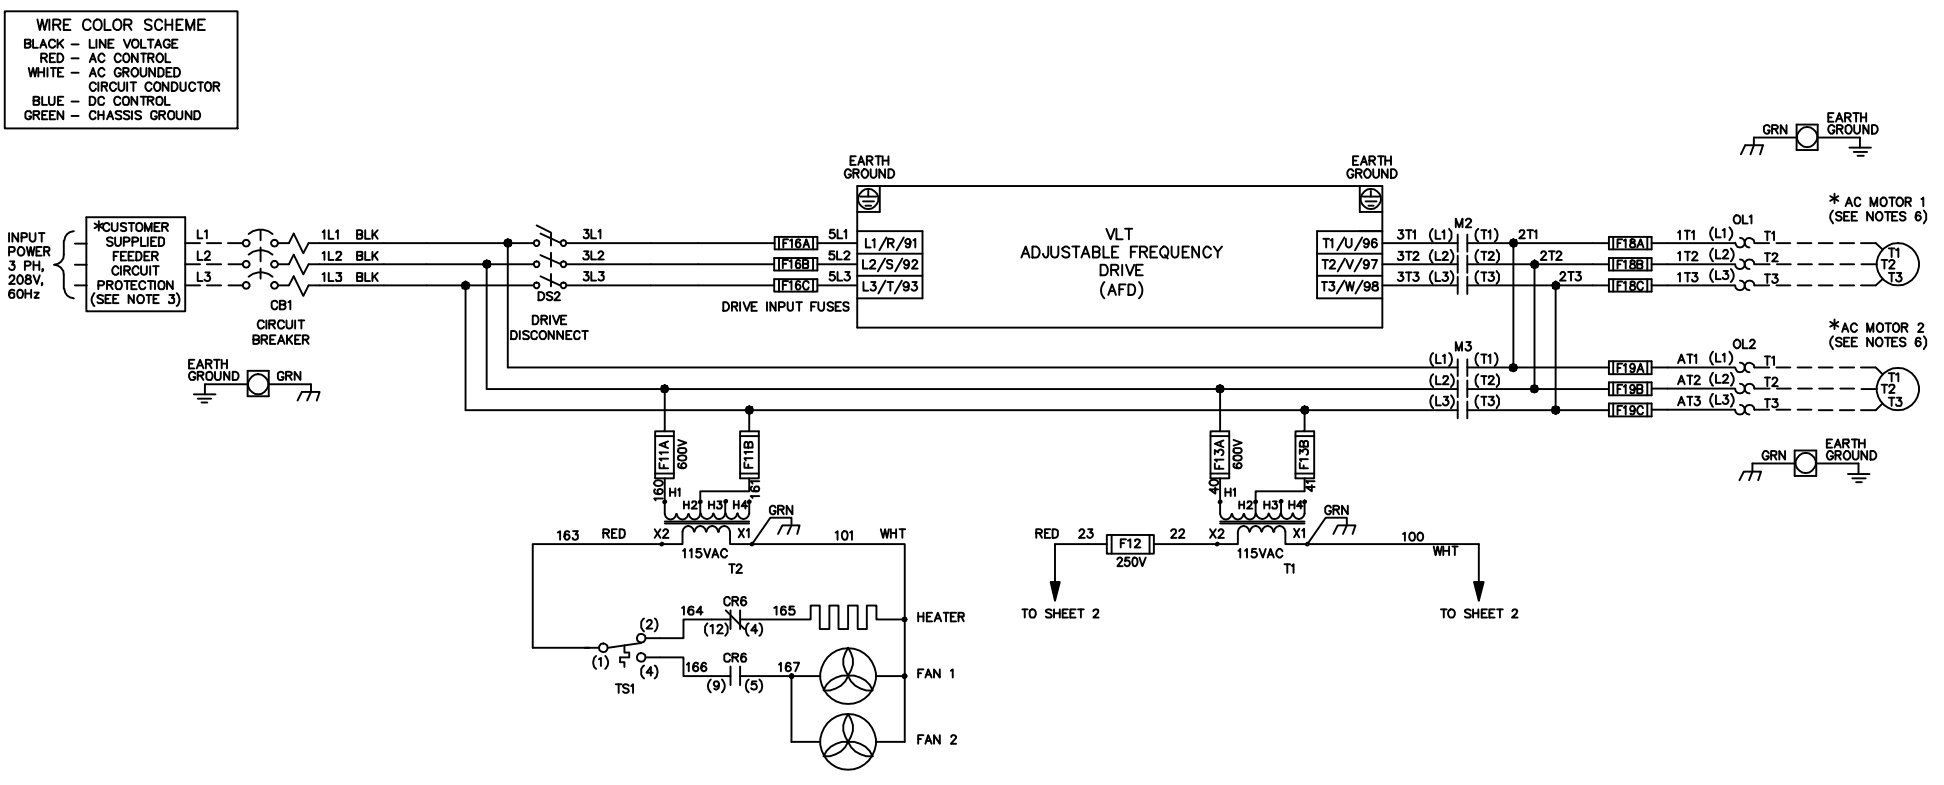 WIRE COLOR SCHEME
BLACK – LINE VOLTAGE
RED – AC CONTROL
WHITE – AC GROUNDED
CIRCUIT CONDUCTOR
BLUE – DC CONTROL
GREEN – CHASSIS GROUND
GRN
EARTH
GROUND
EARTH
GROUND
EARTH
GROUND
INPUT
POWER
3 PH,
208V,
60Hz
*CUSTOMER
SUPPLIED
FEEDER
CIRCUIT
PROTECTION
(SEE NOTE 3)
L1
L2
L3
CB1
CIRCUIT
BREAKER
1L1 BLK
1L2 BLK
1L3 BLK
DS2
DRIVE
DISCONNECT
3L1
3L2
3L3
F16A
F16B
F16C
DRIVE INPUT FUSES
5L1
5L2
5L3
L1/R/91
L2/S/92
L3/T/93
VLT
ADJUSTABLE FREQUENCY
DRIVE
(AFD)
T1/U/96
T2/V/97
T3/W/98
M2
3T1 (L1) (T1) 2T1
3T2 (L2) (T2) 2T2
3T3 (L3) (T3) 2T3
F18A
F18B
F18C
OL1
1T1 (L1) T1
1T2 (L2) T2
1T3 (L3) T3
* AC MOTOR 1
(SEE NOTES 6)
T1
T2
T3
EARTH
GROUND
GRN
M3
(L1) (T1)
(L2) (T2)
(L3) (T3)
F19A
F19B
F19C
OL2
AT1 (L1) T1
AT2 (L2) T2
AT3 (L3) T3
* AC MOTOR 2
(SEE NOTES 6)
T1
T2
T3
GRN
EARTH
GROUND
F11A
600V
F11B
160
161
H1
H2 H3 H4
GRN
163 RED X2
X1
101 WHT
115VAC
T2
F13A
600V
F13B
40
41
H1
H2 H3 H4
GRN
RED 23
F12
250V
22 X2
X1
100
WHT
115VAC
T1
TO SHEET 2
TO SHEET 2
CR6
164
165
(12) (4)
HEATER
(2)
(1)
(4)
TS1
CR6
166
167
(9) (5)
FAN 1
FAN 2